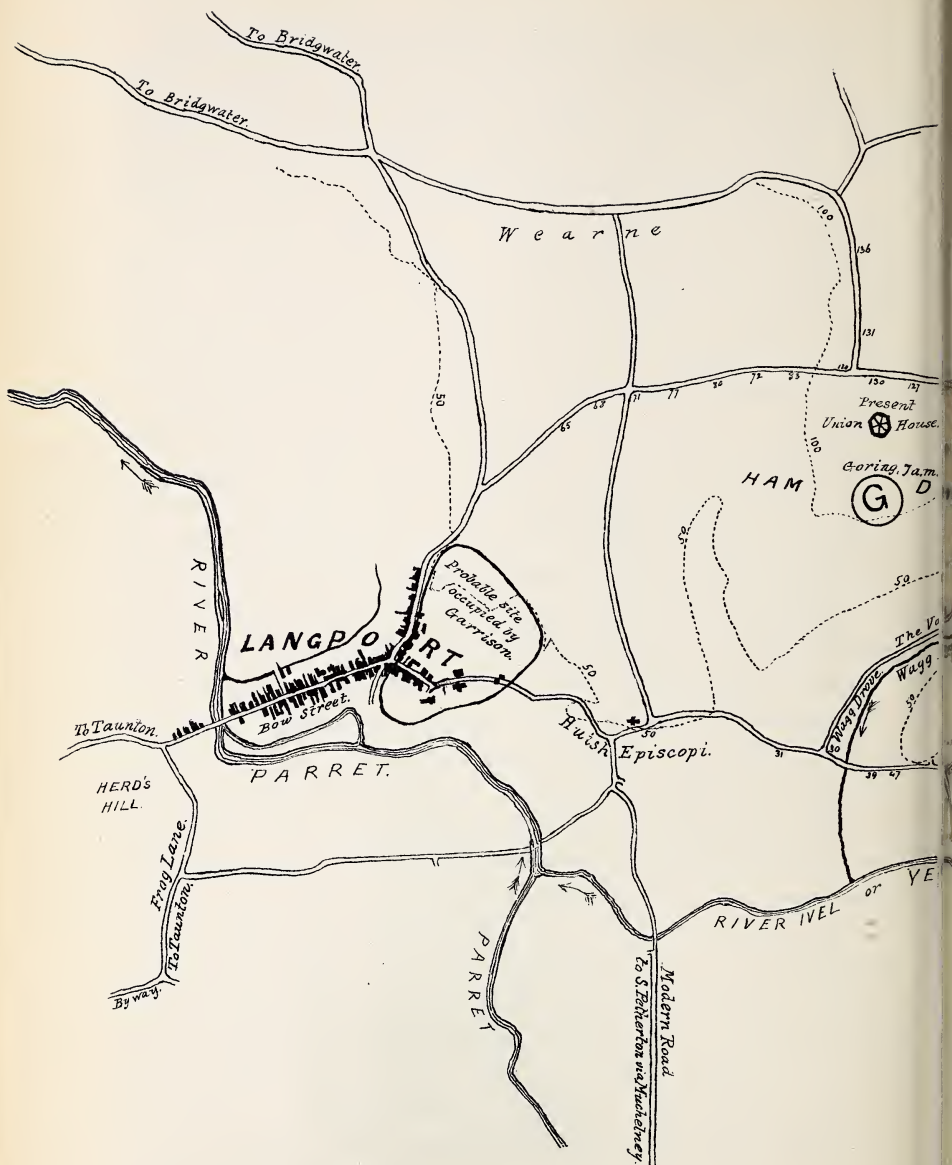 To Bridgwater.
To Bridgwater.
Wearne
100
136
131
130
127
83
72
80
77
71
68
65
50
Present
Union House.
100
Goring, Jam.
G
HAM D
50
50
RIVER
Probable site
occupied by
Garrison.
LANGPORT.
Bow Street.
50
The Vo
Wagg
Wagg Drove
50
To Taunton.
PARRET.
Huish Episcopi.
50
31
30
39
47
HERD'S
HILL.
Frog Lane.
To Taunton.
By way.
PARRET
RIVER IVEL or YE
Modern Road
to S. Petherton via Muchelney.